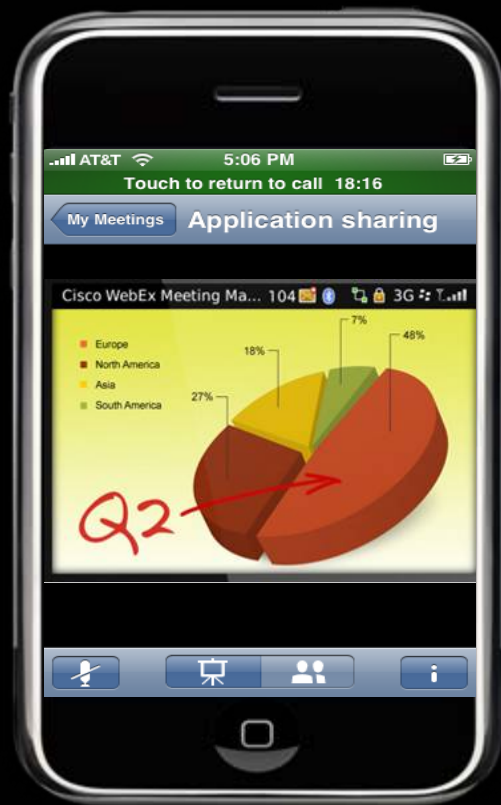 AT&T 5:06 PM
Touch to return to call 18:16
My Meetings Application sharing
Cisco WebEx Meeting Ma... 104 3G
7%
18% 48%
Europe
North America
Asia
South America
27%
Q2
i